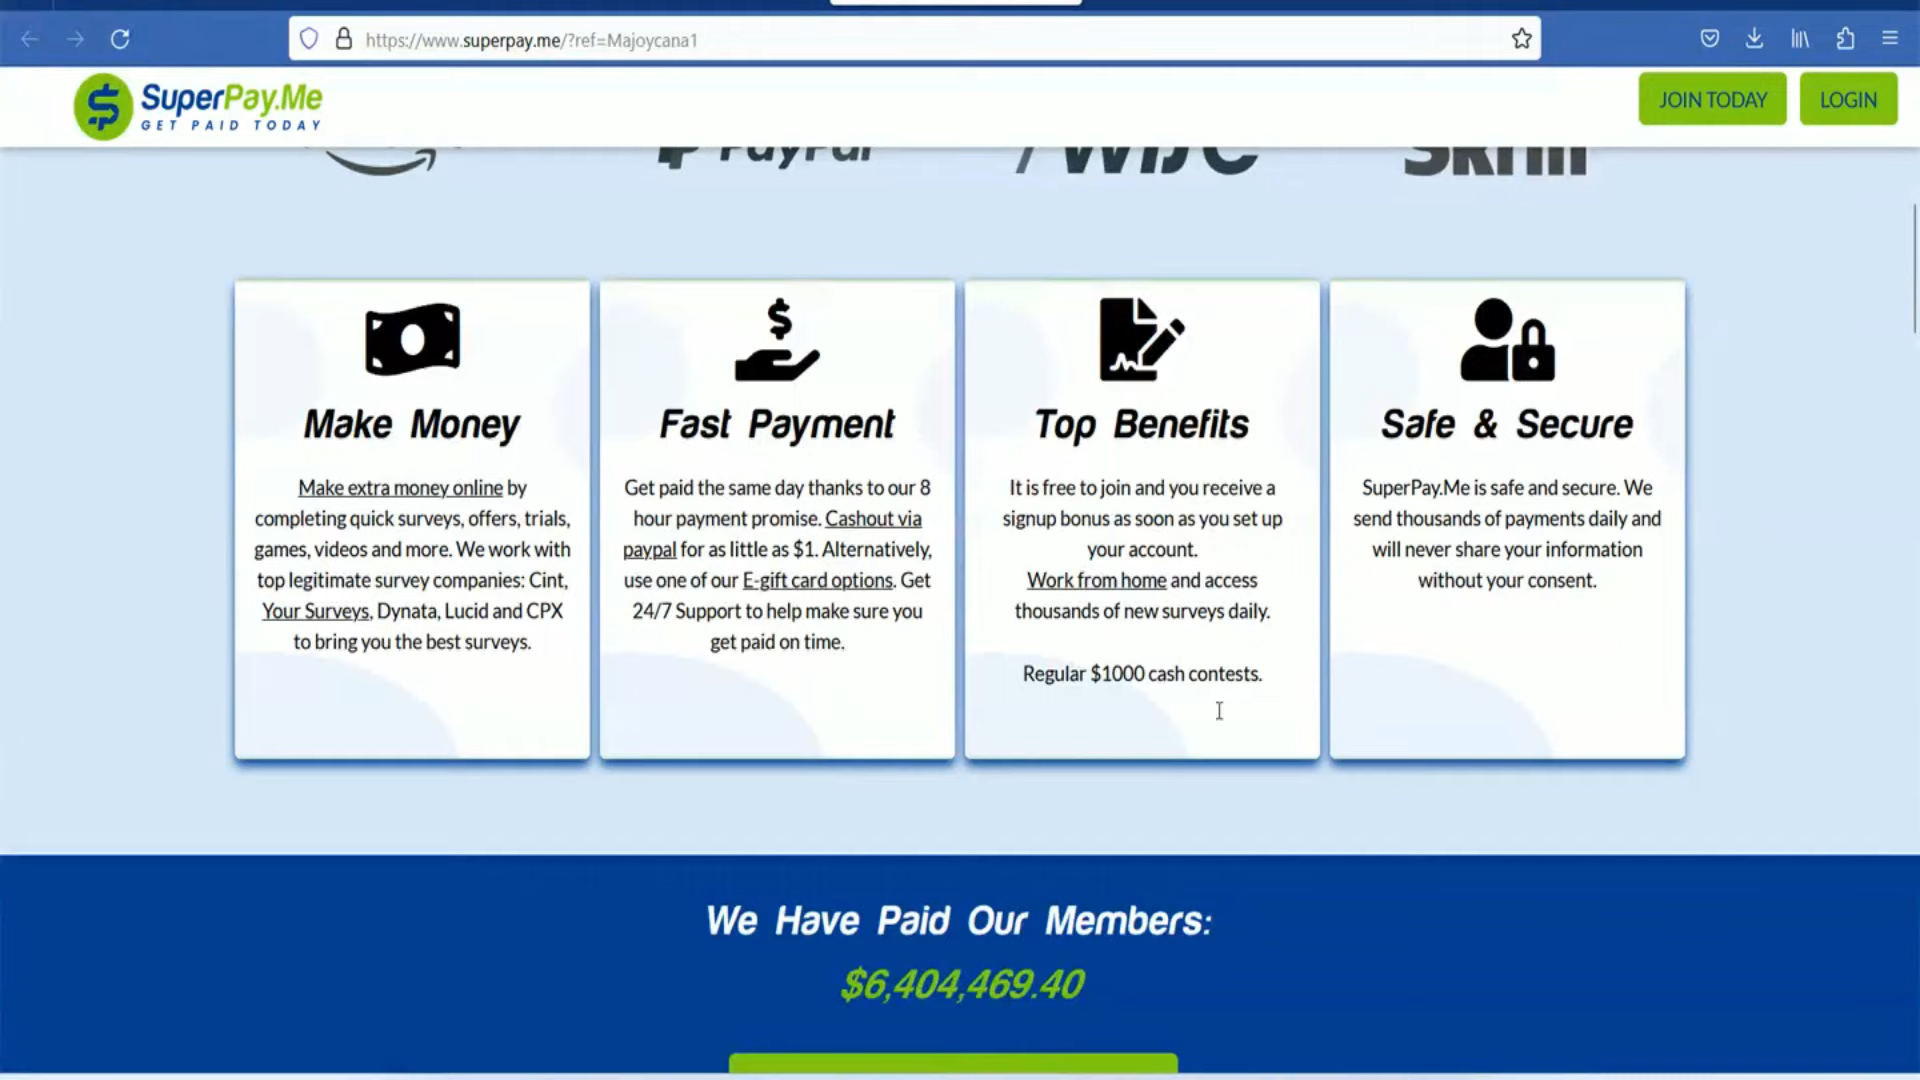 https://www.superpay.me/?ref=Majoycana1
SuperPay.Me
GET PAID TODAY
JOIN TODAY
LOGIN
PayPal
Skrill
Make Money
Make extra money online by
completing quick surveys, offers, trials,
games, videos and more. We work with
top legitimate survey companies: Cint,
Your Surveys, Dynata, Lucid and CPX
to bring you the best surveys.
Fast Payment
Get paid the same day thanks to our 8
hour payment promise. Cashout via
paypal for as little as $1. Alternatively,
use one of our E-gift card options. Get
24/7 Support to help make sure you
get paid on time.
Top Benefits
It is free to join and you receive a
signup bonus as soon as you set up
your account.
Work from home and access
thousands of new surveys daily.
Regular $1000 cash contests.
Safe & Secure
SuperPay.Me is safe and secure. We
send thousands of payments daily and
will never share your information
without your consent.
We Have Paid Our Members:
$6,404,469.40